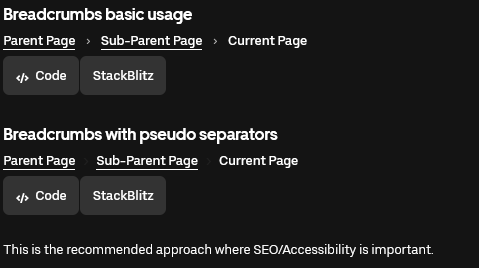 Breadcrumbs basic usage
Parent Page › Sub-Parent Page › Current Page
</> Code StackBlitz
Breadcrumbs with pseudo separators
Parent Page › Sub-Parent Page › Current Page
</> Code StackBlitz
This is the recommended approach where SEO/Accessibility is important.